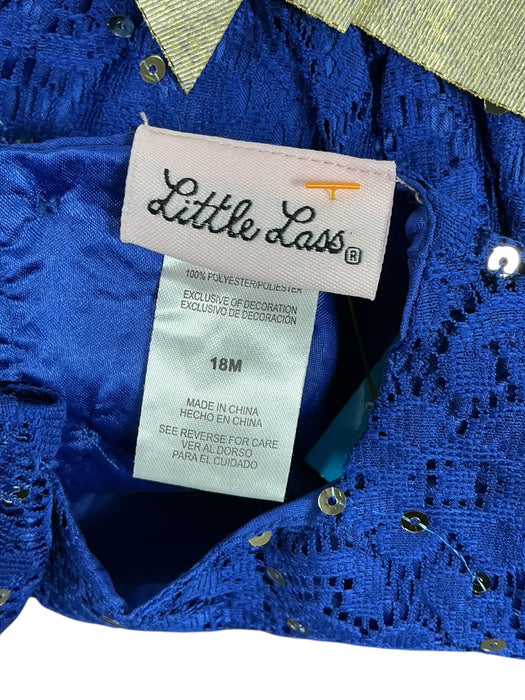 Little Lass®
100% POLYESTER/POLIESTER
EXCLUSIVE OF DECORATION
EXCLUSIVO DE DECORACIÓN
18M
MADE IN CHINA
HECHO EN CHINA
SEE REVERSE FOR CARE
VER AL DORSO
PARA EL CUIDADO